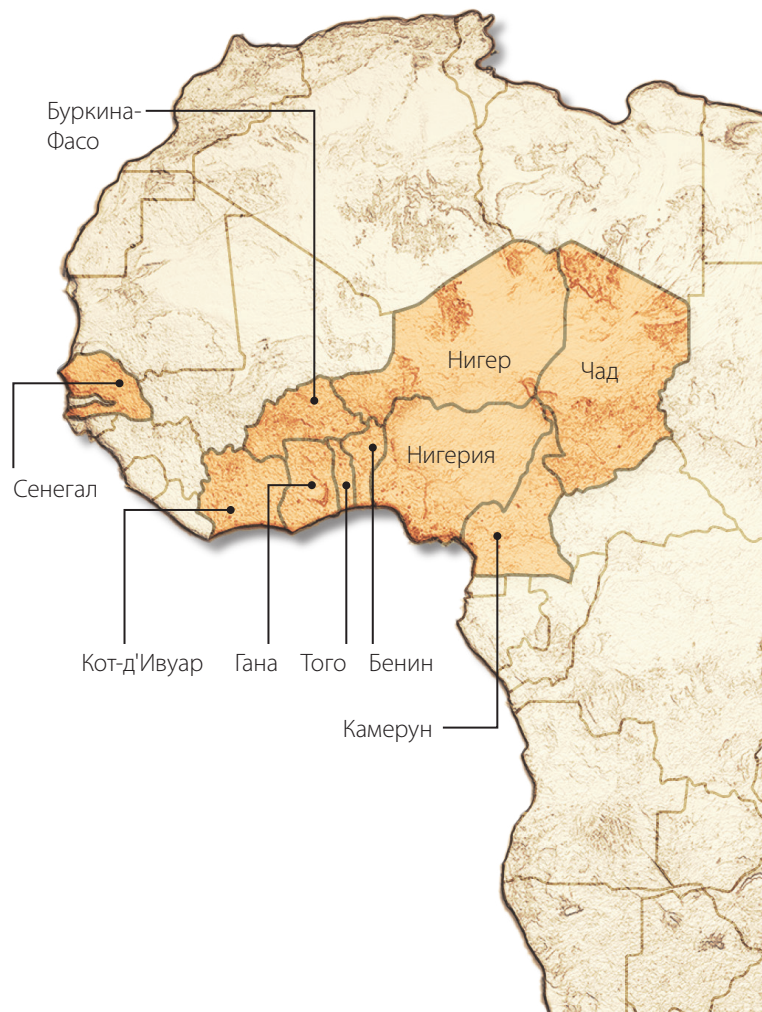 Буркина-
Фасо
Нигер
Чад
Нигерия
Сенегал
Кот-д'Ивуар
Гана
Того
Бенин
Камерун